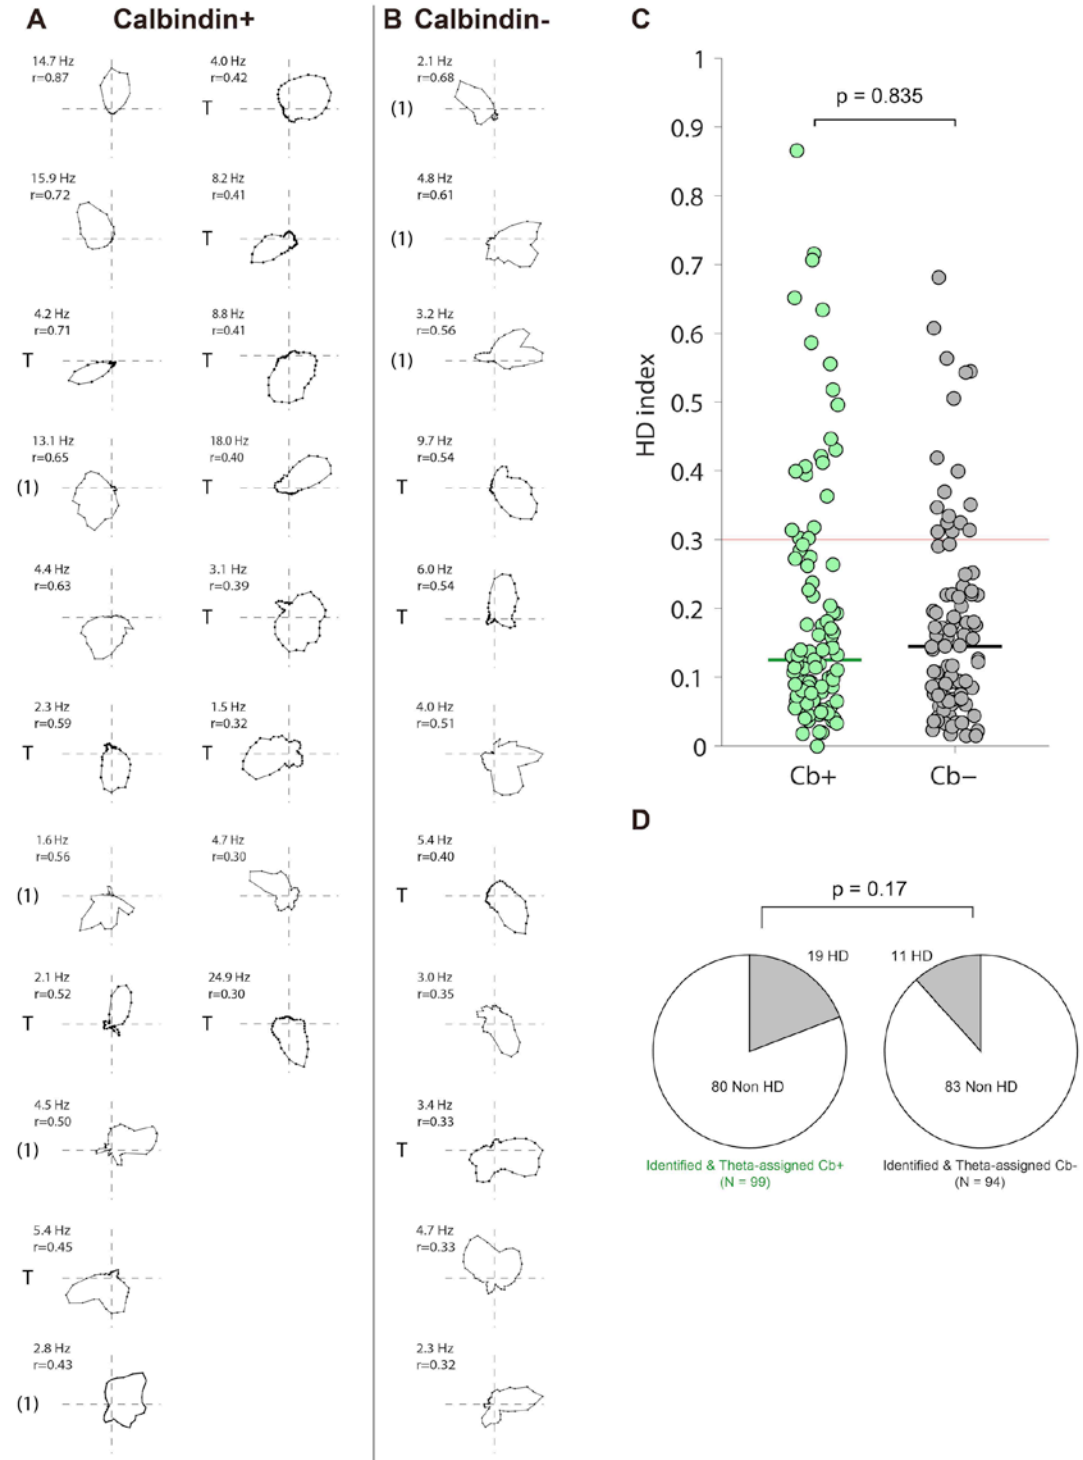 A Calbindin+
14.7 Hz
r=0.87
15.9 Hz
r=0.72
4.2 Hz
r=0.71
T
13.1 Hz
r=0.65
(1)
4.4 Hz
r=0.63
2.3 Hz
r=0.59
T
1.6 Hz
r=0.56
(1)
2.1 Hz
r=0.52
T
4.5 Hz
r=0.50
(1)
5.4 Hz
r=0.45
T
2.8 Hz
r=0.43
(1)
4.0 Hz
r=0.42
T
8.2 Hz
r=0.41
T
8.8 Hz
r=0.41
T
18.0 Hz
r=0.40
T
3.1 Hz
r=0.39
T
1.5 Hz
r=0.32
T
4.7 Hz
r=0.30
24.9 Hz
r=0.30
T
B Calbindin-
2.1 Hz
r=0.68
(1)
4.8 Hz
r=0.61
(1)
3.2 Hz
r=0.56
(1)
9.7 Hz
r=0.54
T
6.0 Hz
r=0.54
T
4.0 Hz
r=0.51
5.4 Hz
r=0.40
T
3.0 Hz
r=0.35
3.4 Hz
r=0.33
T
4.7 Hz
r=0.33
2.3 Hz
r=0.32
C
p = 0.835
HD index
1
0.9
0.8
0.7
0.6
0.5
0.4
0.3
0.2
0.1
0
Cb+ Cb−
D
p = 0.17
19 HD 11 HD
80 Non HD 83 Non HD
Identified & Theta-assigned Cb+
(N = 99)
Identified & Theta-assigned Cb-
(N = 94)